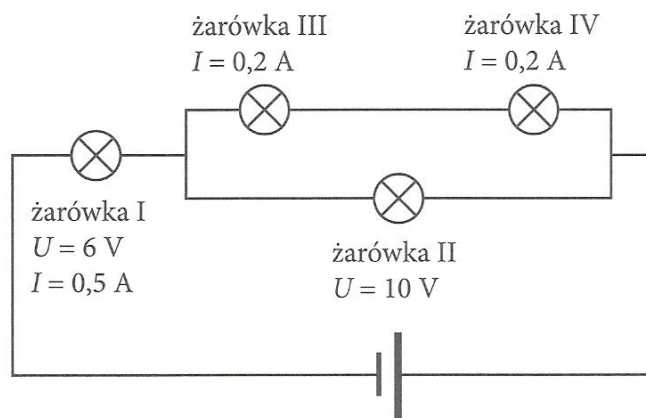 żarówka III
I = 0,2 A
żarówka IV
I = 0,2 A
żarówka I
U = 6 V
I = 0,5 A
żarówka II
U = 10 V